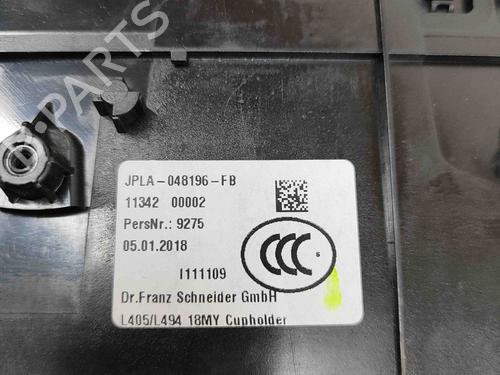 JPLA-048196-FB
11342 00002
PersNr.: 9275
05.01.2018
I111109
CCC S
Dr.Franz Schneider GmbH
L405/L494 18MY Cupholder
B-PARTS